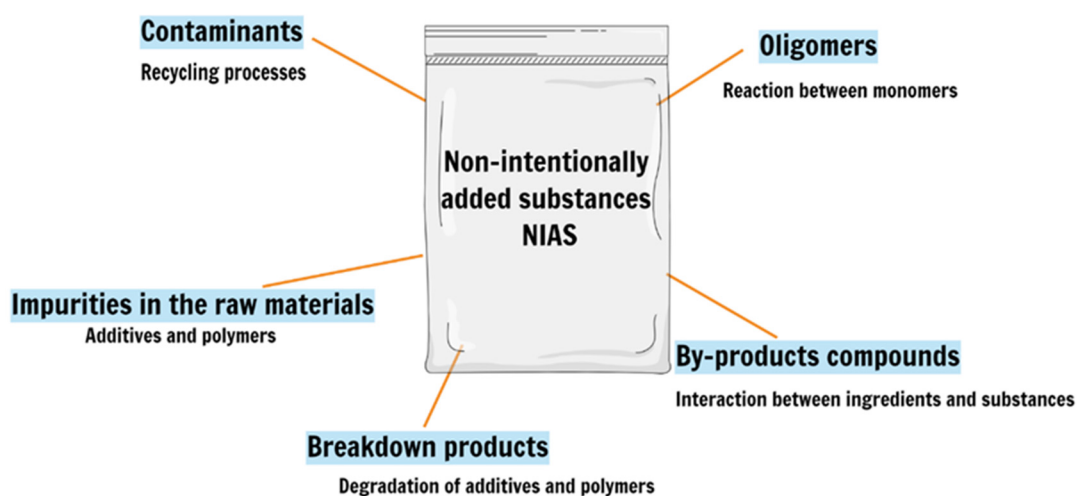 Contaminants
Recycling processes
Oligomers
Reaction between monomers
Non-intentionally
added substances
NIAS
Impurities in the raw materials
Additives and polymers
By-products compounds
Interaction between ingredients and substances
Breakdown products
Degradation of additives and polymers